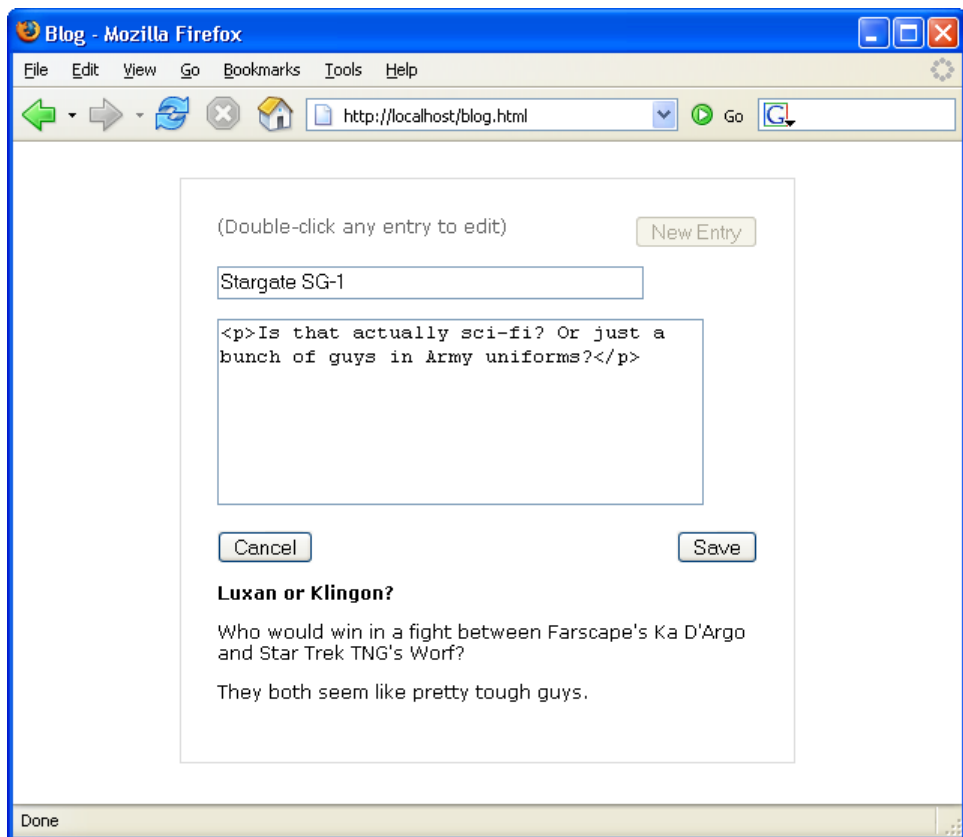 Blog - Mozilla Firefox
File Edit View Go Bookmarks Tools Help
http://localhost/blog.html Go G
(Double-click any entry to edit) New Entry
Stargate SG-1
<p>Is that actually sci-fi? Or just a
bunch of guys in Army uniforms?</p>
Cancel Save
Luxan or Klingon?
Who would win in a fight between Farscape's Ka D'Argo
and Star Trek TNG's Worf?
They both seem like pretty tough guys.
Done